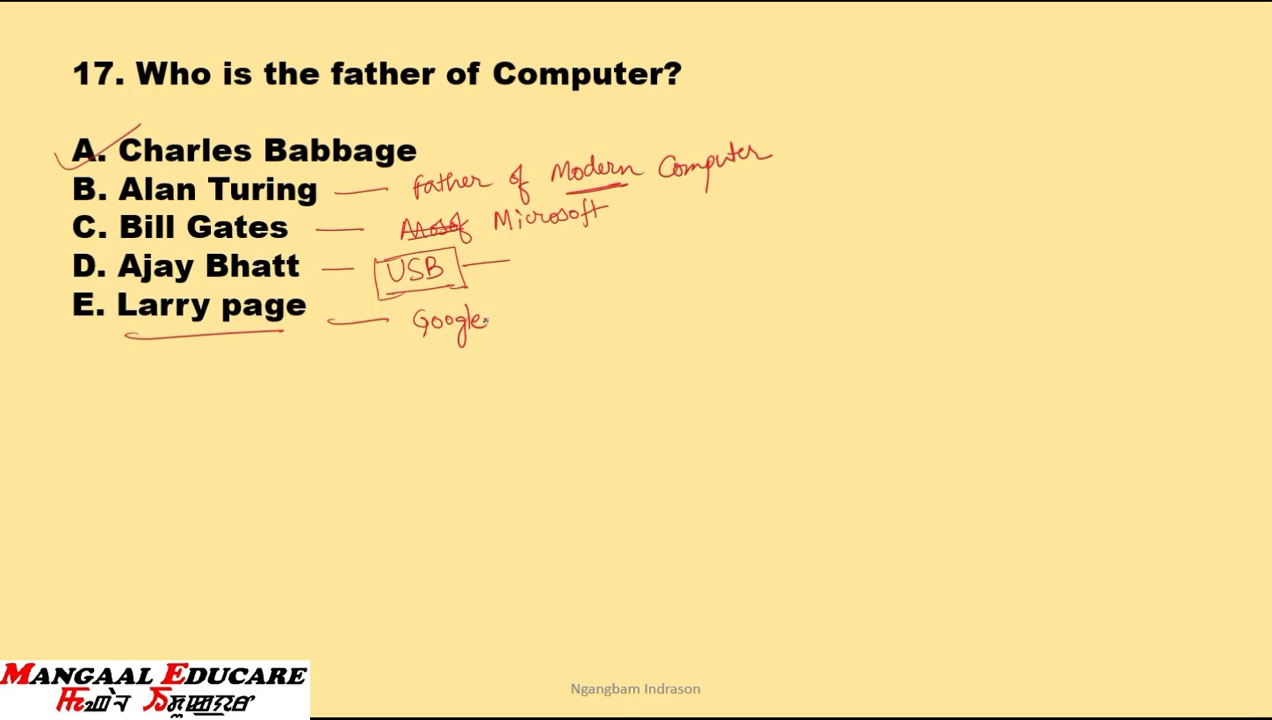 17. Who is the father of Computer?
A. Charles Babbage
B. Alan Turing — Father of Modern Computer
C. Bill Gates — Microsoft
D. Ajay Bhatt — USB —
E. Larry page — Google
MANGAAL EDUCARE
Ngangbam Indrason